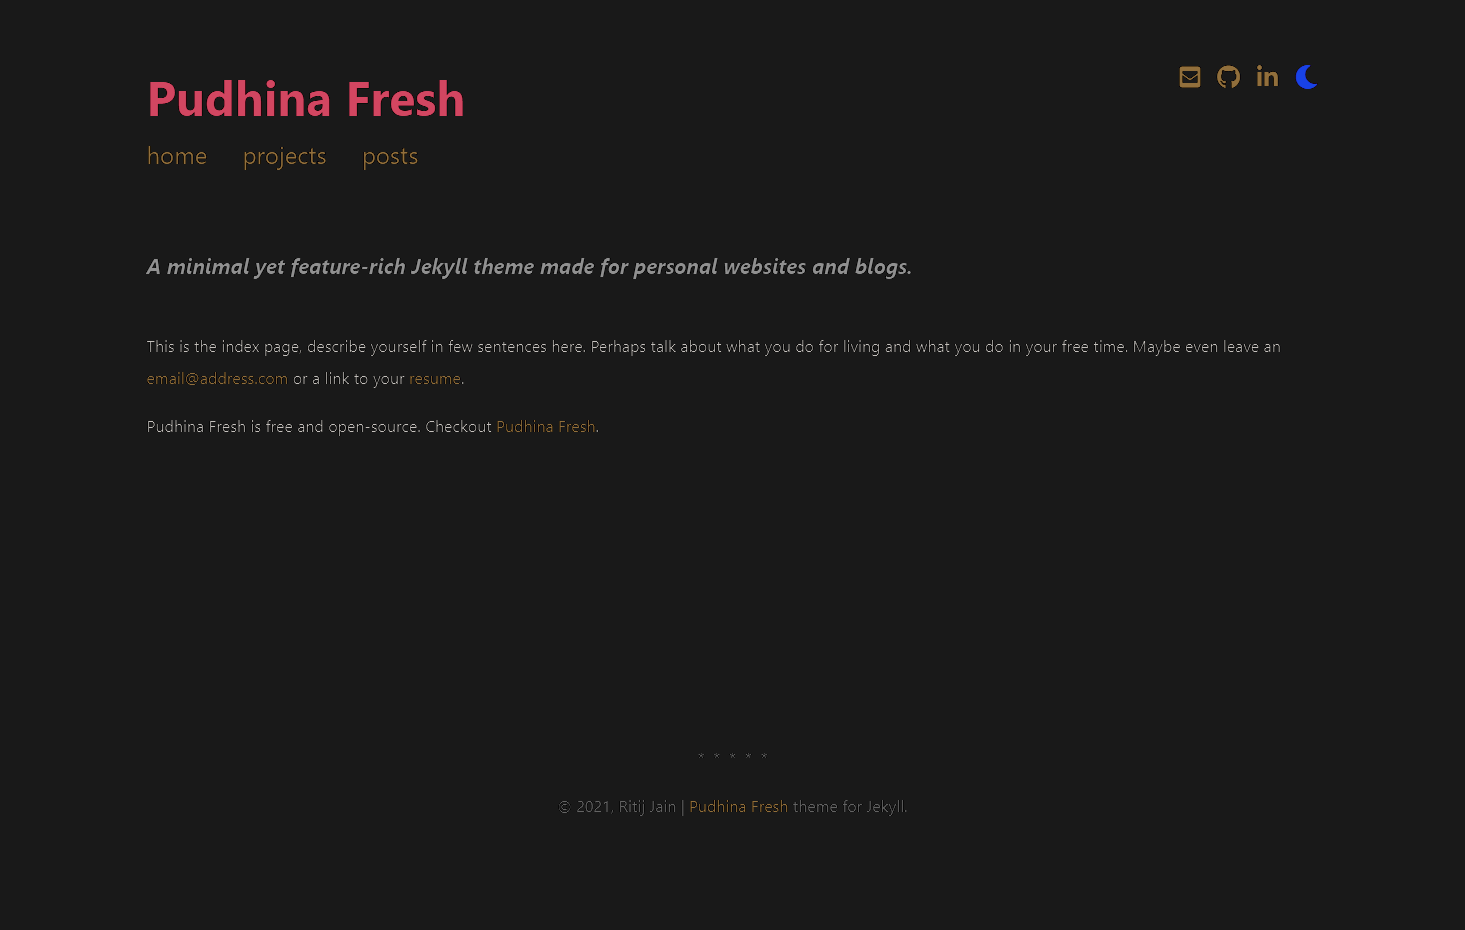 Pudhina Fresh
home projects posts
A minimal yet feature-rich Jekyll theme made for personal websites and blogs.
This is the index page, describe yourself in few sentences here. Perhaps talk about what you do for living and what you do in your free time. Maybe even leave an
email@address.com or a link to your resume.
Pudhina Fresh is free and open-source. Checkout Pudhina Fresh.
* * * * *
© 2021, Ritij Jain | Pudhina Fresh theme for Jekyll.